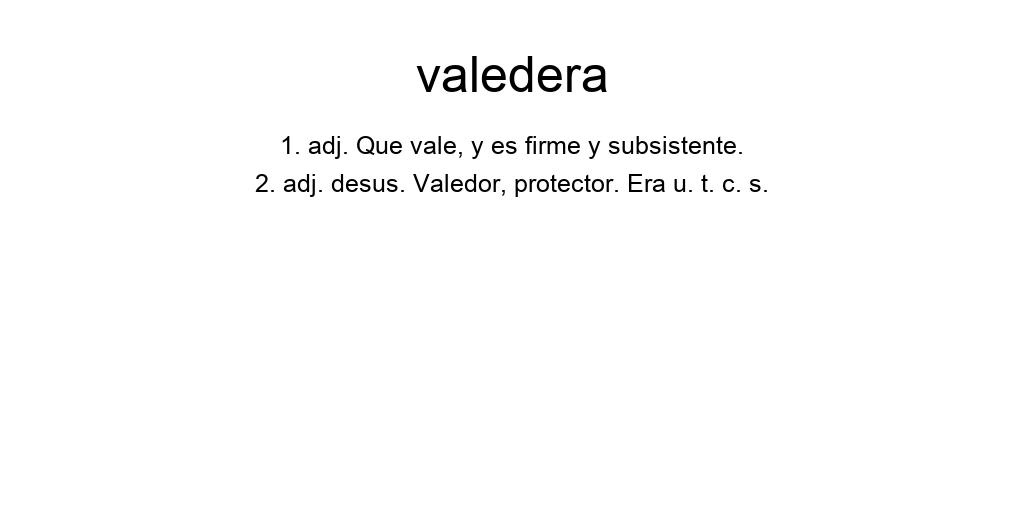 valedera
1. adj. Que vale, y es firme y subsistente.
2. adj. desus. Valedor, protector. Era u. t. c. s.